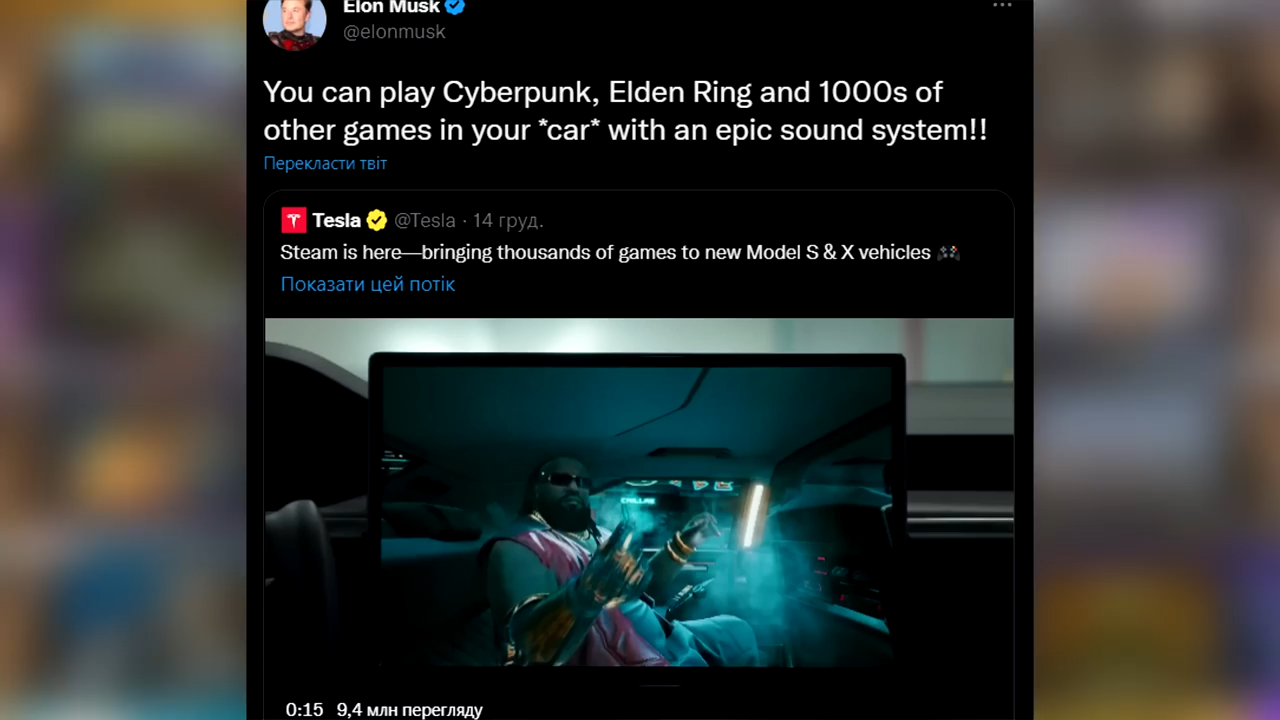 Elon Musk
@elonmusk
You can play Cyberpunk, Elden Ring and 1000s of
other games in your *car* with an epic sound system!!
Перекласти твіт
Tesla @Tesla · 14 груд.
Steam is here—bringing thousands of games to new Model S & X vehicles 🎮
Показати цей потік
0:15 9,4 млн перегляду